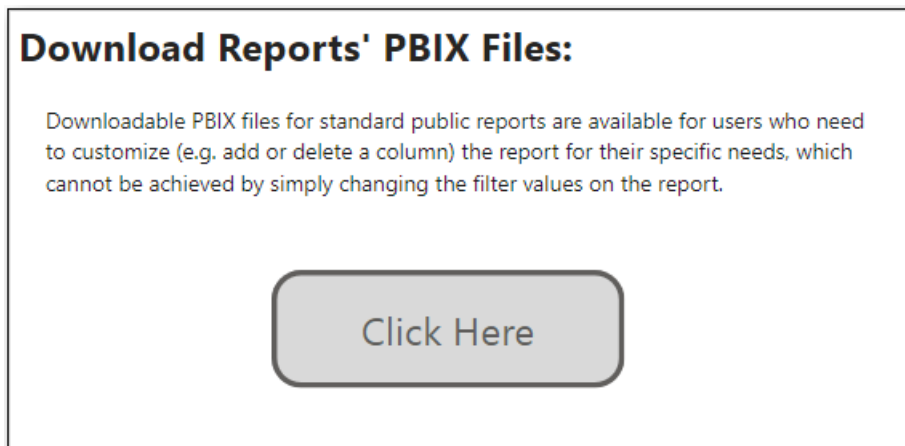 Download Reports' PBIX Files:
Downloadable PBIX files for standard public reports are available for users who need
to customize (e.g. add or delete a column) the report for their specific needs, which
cannot be achieved by simply changing the filter values on the report.
Click Here